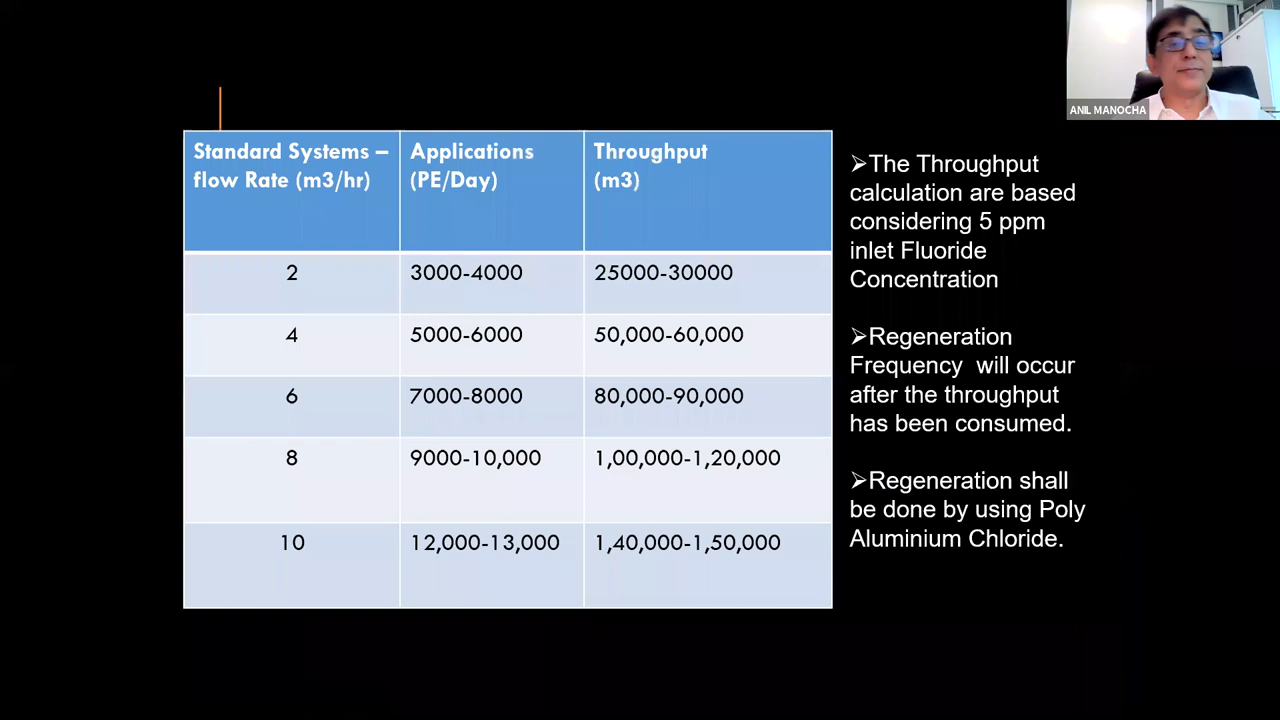 ANIL MANOCHA
Standard Systems –
flow Rate (m3/hr)
Applications
(PE/Day)
Throughput
(m3)
2
3000-4000
25000-30000
4
5000-6000
50,000-60,000
6
7000-8000
80,000-90,000
8
9000-10,000
1,00,000-1,20,000
10
12,000-13,000
1,40,000-1,50,000
➢The Throughput
calculation are based
considering 5 ppm
inlet Fluoride
Concentration
➢Regeneration
Frequency will occur
after the throughput
has been consumed.
➢Regeneration shall
be done by using Poly
Aluminium Chloride.